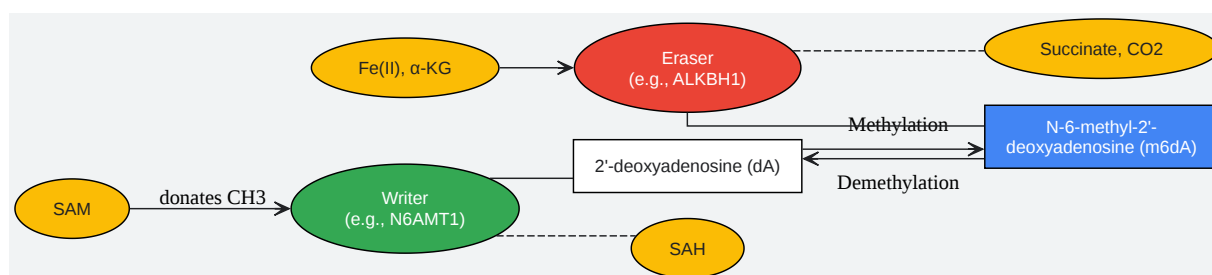 Fe(II), α-KG
Eraser
(e.g., ALKBH1)
Succinate, CO2
Methylation
N-6-methyl-2'-
deoxyadenosine (m6dA)
2'-deoxyadenosine (dA)
Demethylation
SAM
donates CH3
Writer
(e.g., N6AMT1)
SAH